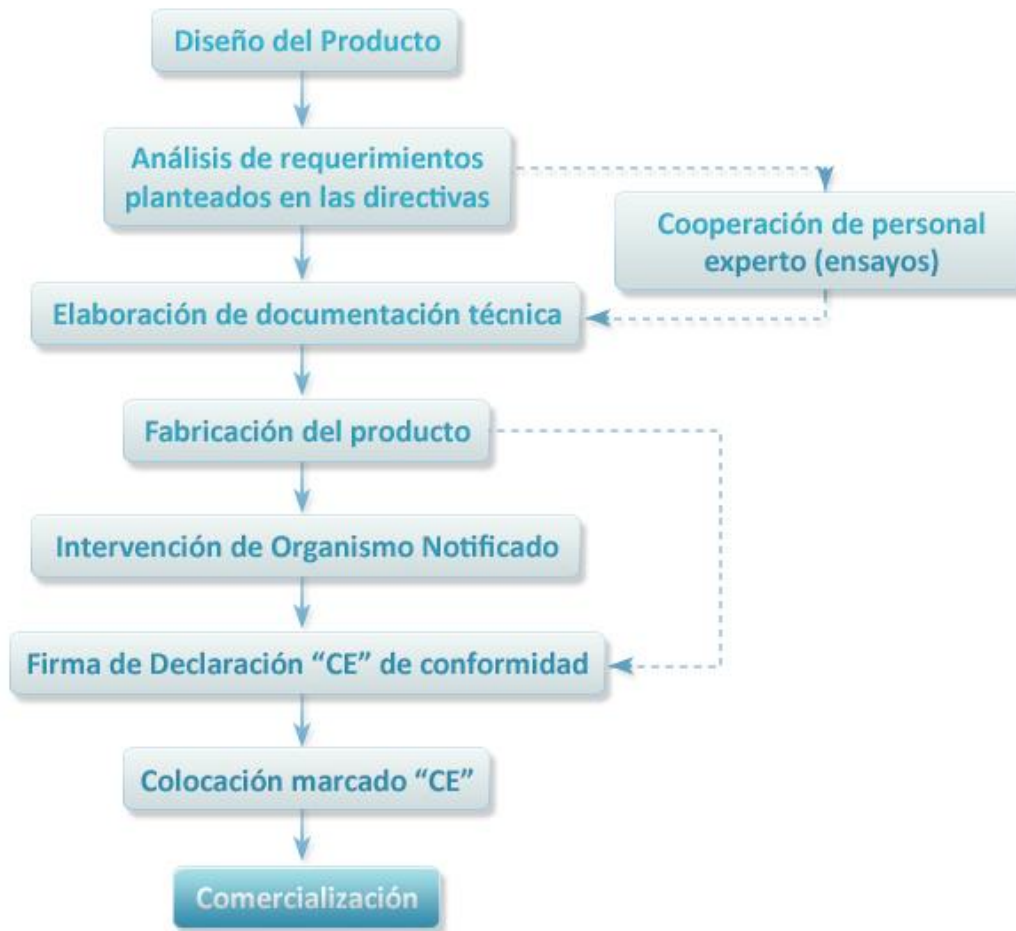 Diseño del Producto
Análisis de requerimientos
planteados en las directivas
Cooperación de personal
experto (ensayos)
Elaboración de documentación técnica
Fabricación del producto
Intervención de Organismo Notificado
Firma de Declaración “CE” de conformidad
Colocación marcado “CE”
Comercialización